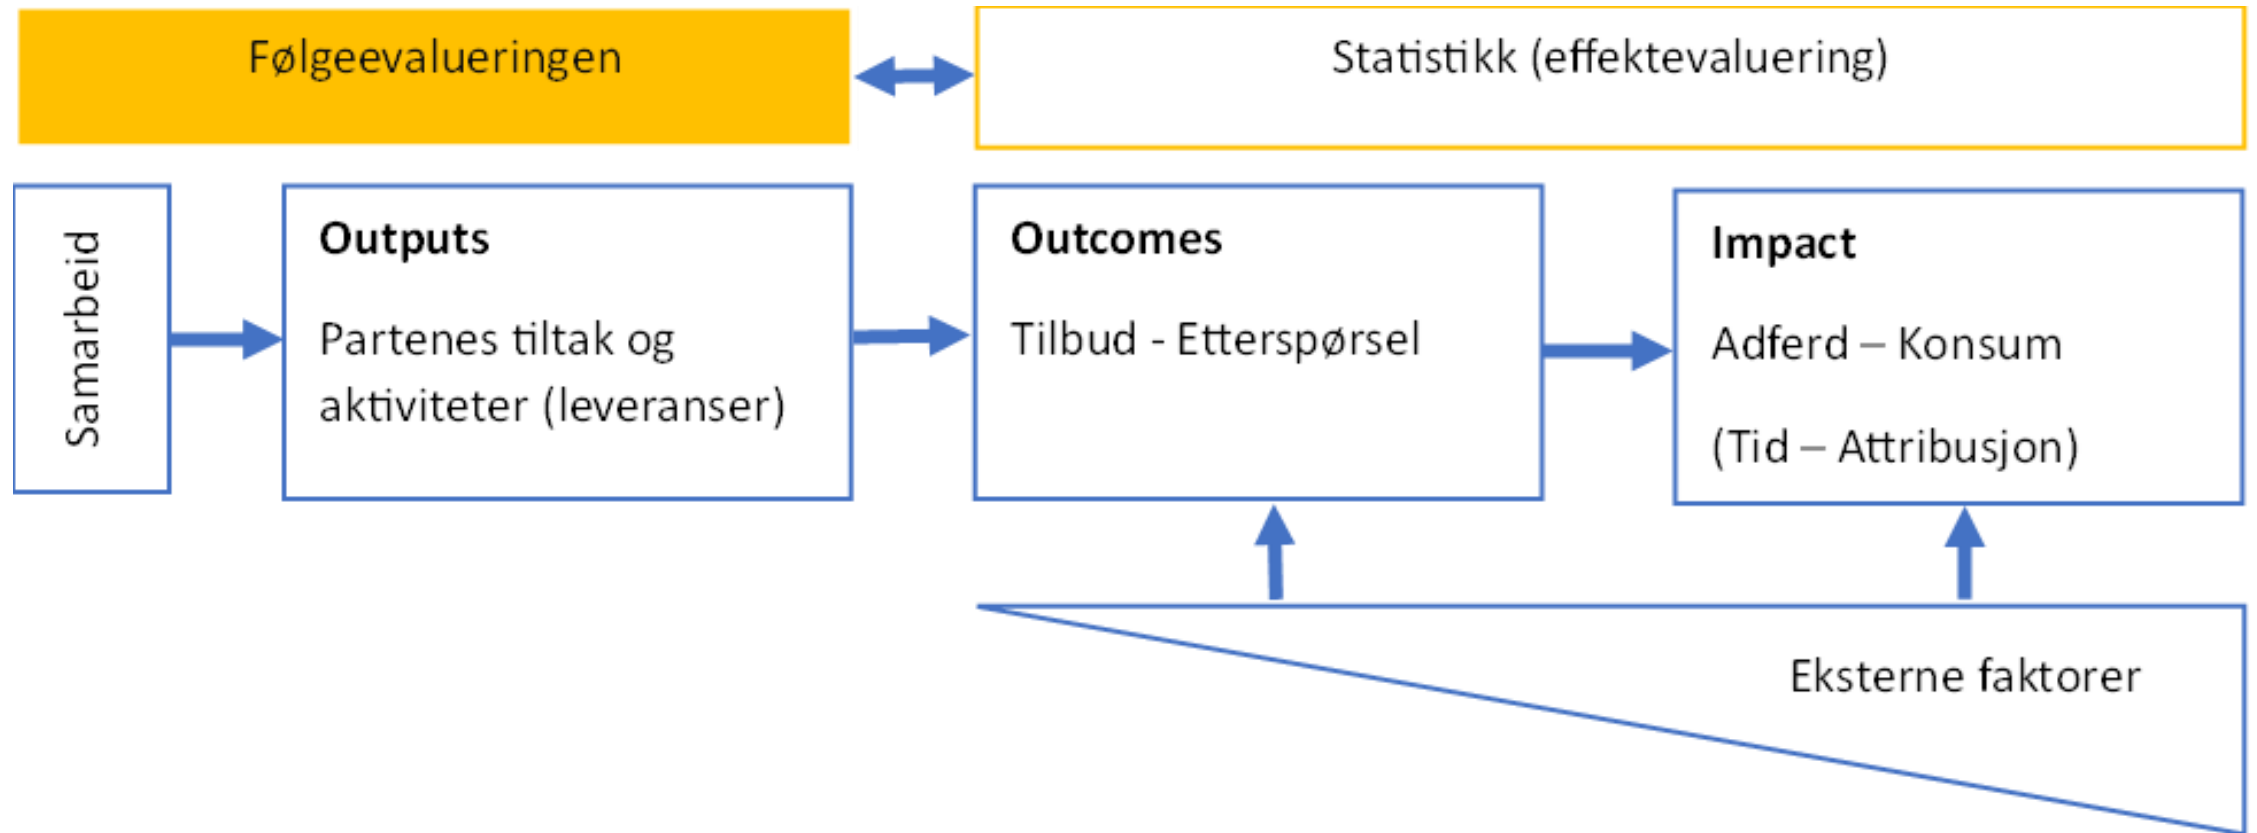 Følgeevalueringen
Statistikk (effektevaluering)
Samarbeid
Outputs
Partenes tiltak og
aktiviteter (leveranser)
Outcomes
Tilbud - Etterspørsel
Impact
Adferd – Konsum
(Tid – Attribusjon)
Eksterne faktorer